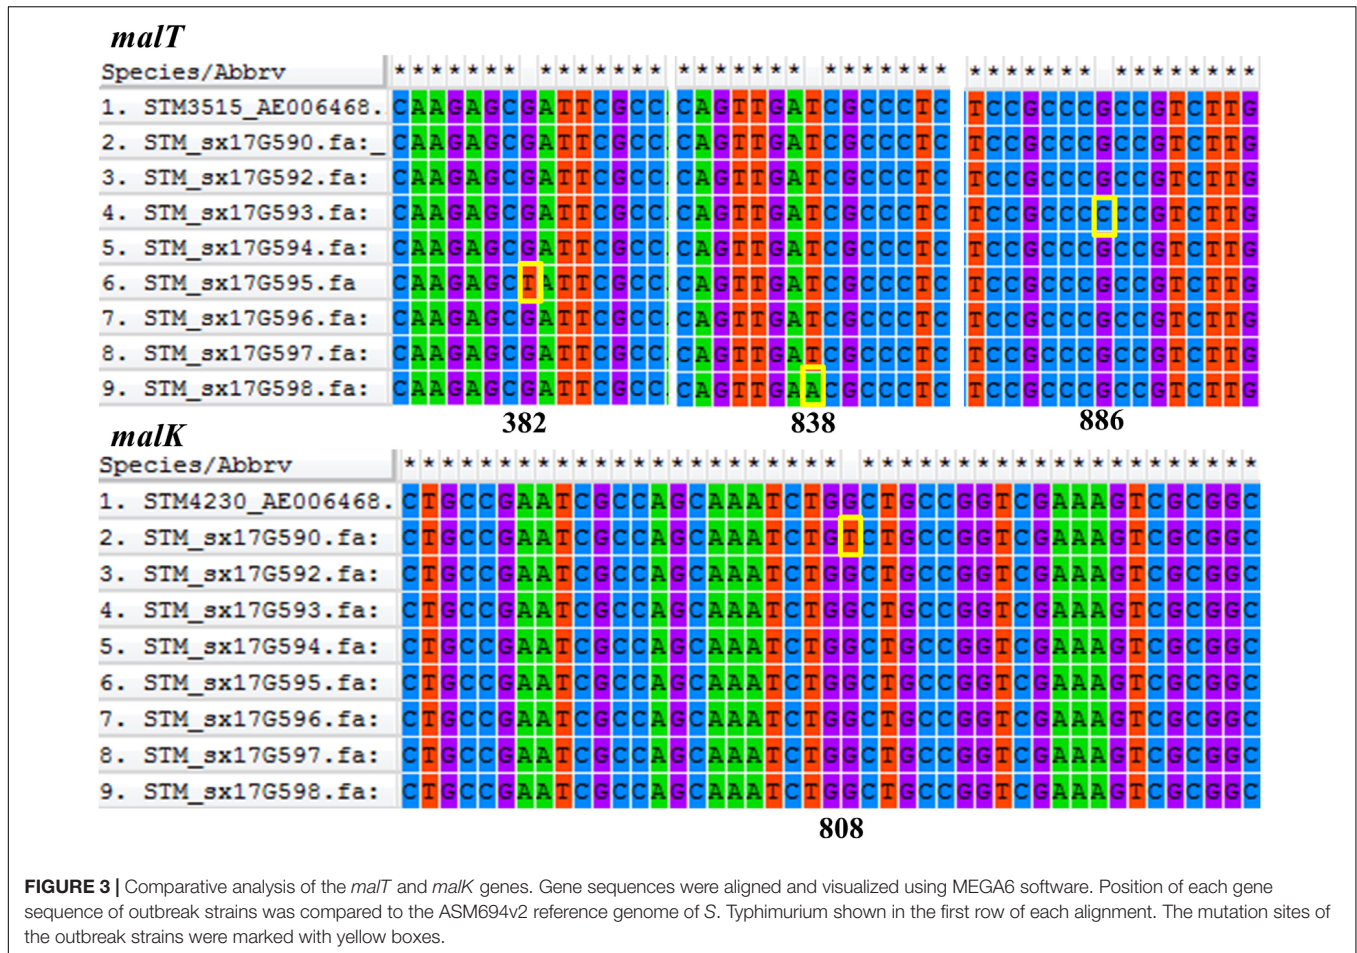 malT
Species/Abbrv * * * * * * * * * * * * * * * * * * * * * * * * * * * * * * * * * * * * * * * * * * *
1. STM3515_AE006468. CAAGAGCGATTCGCC CAGTTGATCGCCCTC TCCGCCCGCCGTCTTG
2. STM_sx17G590.fa:_ CAAGAGCGATTCGCC CAGTTGATCGCCCTC TCCGCCCGCCGTCTTG
3. STM_sx17G592.fa: CAAGAGCGATTCGCC CAGTTGATCGCCCTC TCCGCCCGCCGTCTTG
4. STM_sx17G593.fa: CAAGAGCGATTCGCC CAGTTGATCGCCCTC TCCGCCCCCCGTCTTG
5. STM_sx17G594.fa: CAAGAGCGATTCGCC CAGTTGATCGCCCTC TCCGCCCGCCGTCTTG
6. STM_sx17G595.fa CAAGAGCTATTCGCC CAGTTGATCGCCCTC TCCGCCCGCCGTCTTG
7. STM_sx17G596.fa: CAAGAGCGATTCGCC CAGTTGATCGCCCTC TCCGCCCGCCGTCTTG
8. STM_sx17G597.fa: CAAGAGCGATTCGCC CAGTTGATCGCCCTC TCCGCCCGCCGTCTTG
9. STM_sx17G598.fa: CAAGAGCGATTCGCC CAGTTGAACGCCCTC TCCGCCCGCCGTCTTG
382 838 886
malK
Species/Abbrv * * * * * * * * * * * * * * * * * * * * * * * * * * * * * * * * * * * * * * * * * * * *
1. STM4230_AE006468. CTGCCGAATCGCCAGCAAATCTGGCTGCCGGTCGAAAGTCGCGGC
2. STM_sx17G590.fa: CTGCCGAATCGCCAGCAAATCTGTCTGCCGGTCGAAAGTCGCGGC
3. STM_sx17G592.fa: CTGCCGAATCGCCAGCAAATCTGGCTGCCGGTCGAAAGTCGCGGC
4. STM_sx17G593.fa: CTGCCGAATCGCCAGCAAATCTGGCTGCCGGTCGAAAGTCGCGGC
5. STM_sx17G594.fa: CTGCCGAATCGCCAGCAAATCTGGCTGCCGGTCGAAAGTCGCGGC
6. STM_sx17G595.fa: CTGCCGAATCGCCAGCAAATCTGGCTGCCGGTCGAAAGTCGCGGC
7. STM_sx17G596.fa: CTGCCGAATCGCCAGCAAATCTGGCTGCCGGTCGAAAGTCGCGGC
8. STM_sx17G597.fa: CTGCCGAATCGCCAGCAAATCTGGCTGCCGGTCGAAAGTCGCGGC
9. STM_sx17G598.fa: CTGCCGAATCGCCAGCAAATCTGGCTGCCGGTCGAAAGTCGCGGC
808
FIGURE 3 | Comparative analysis of the malT and malK genes. Gene sequences were aligned and visualized using MEGA6 software. Position of each gene
sequence of outbreak strains was compared to the ASM694v2 reference genome of S. Typhimurium shown in the first row of each alignment. The mutation sites of
the outbreak strains were marked with yellow boxes.